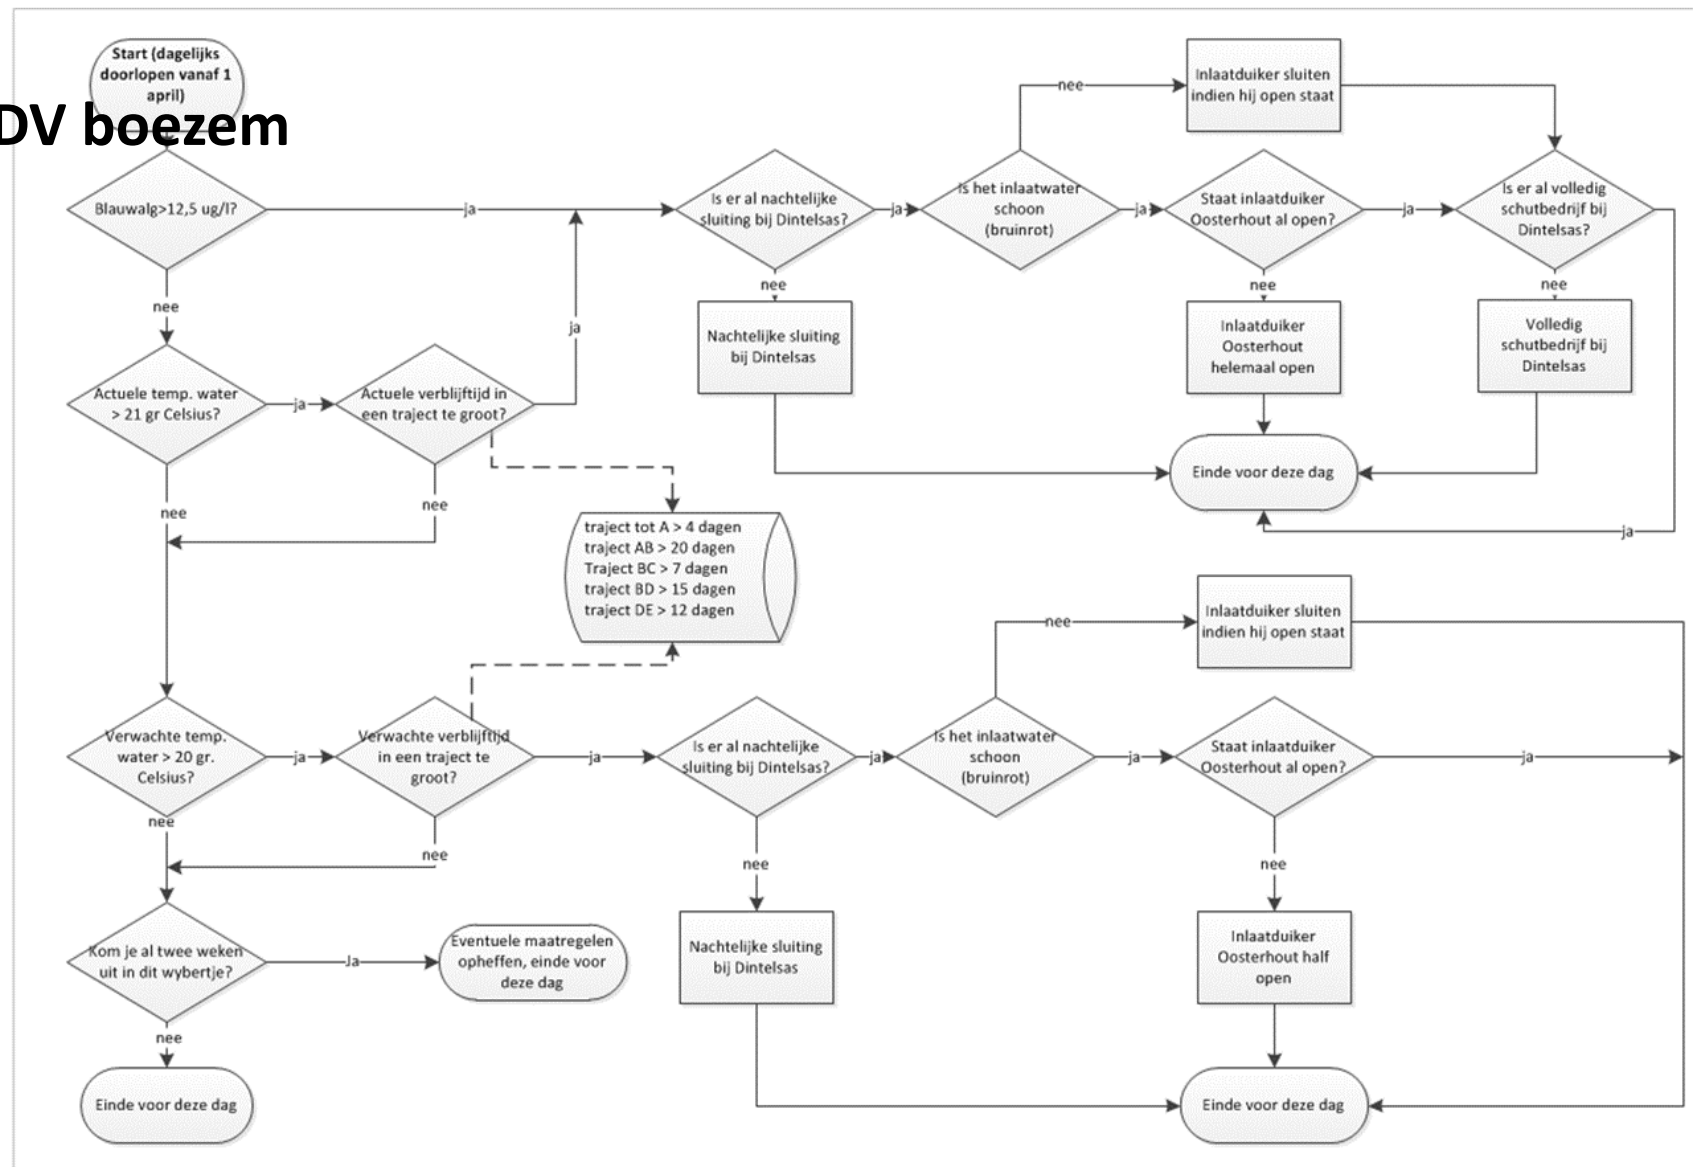 Start (dagelijks
doorlopen vanaf 1
april)
DV boezem
Blauwalg>12,5 ug/l?
ja
Is er al nachtelijke
sluiting bij Dintelsas?
ja
Is het inlaatwater
schoon
(bruinrot)
nee
Inlaatduiker sluiten
indien hij open staat
ja
Staat inlaatduiker
Oosterhout al open?
ja
Is er al volledig
schutbedrijf bij
Dintelsas?
nee
nee
nee
nee
Nachtelijke sluiting
bij Dintelsas
Inlaatduiker
Oosterhout
helemaal open
Volledig
schutbedrijf bij
Dintelsas
ja
Actuele temp. water
> 21 gr Celsius?
ja
Actuele verblijftijd in
een traject te groot?
ja
nee
nee
Einde voor deze dag
traject tot A > 4 dagen
traject AB > 20 dagen
Traject BC > 7 dagen
traject BD > 15 dagen
traject DE > 12 dagen
Verwachte temp.
water > 20 gr.
Celsius?
ja
Verwachte verblijftijd
in een traject te
groot?
ja
Is er al nachtelijke
sluiting bij Dintelsas?
ja
Is het inlaatwater
schoon
(bruinrot)
nee
Inlaatduiker sluiten
indien hij open staat
ja
Staat inlaatduiker
Oosterhout al open?
ja
nee
nee
nee
nee
Kom je al twee weken
uit in dit wybertje?
Ja
Eventuele maatregelen
opheffen, einde voor
deze dag
Nachtelijke sluiting
bij Dintelsas
Inlaatduiker
Oosterhout half
open
nee
Einde voor deze dag
Einde voor deze dag